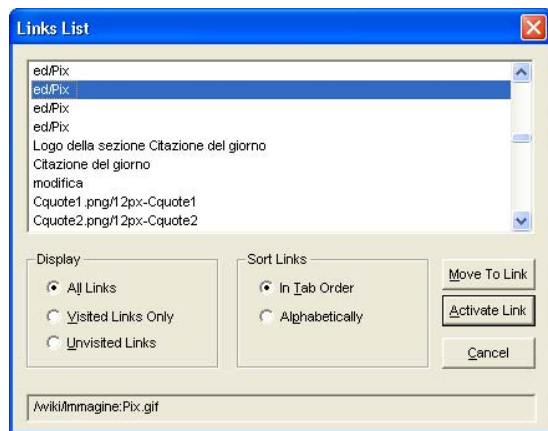 Links List
ed/Pix
ed/Pix
ed/Pix
ed/Pix
Logo della sezione Citazione del giorno
Citazione del giorno
modifica
Cquote1.png/12px-Cquote1
Cquote2.png/12px-Cquote2
Display
All Links
Visited Links Only
Unvisited Links
Sort Links
In Tab Order
Alphabetically
Move To Link
Activate Link
Cancel
/wiki/Immagine:Pix.gif